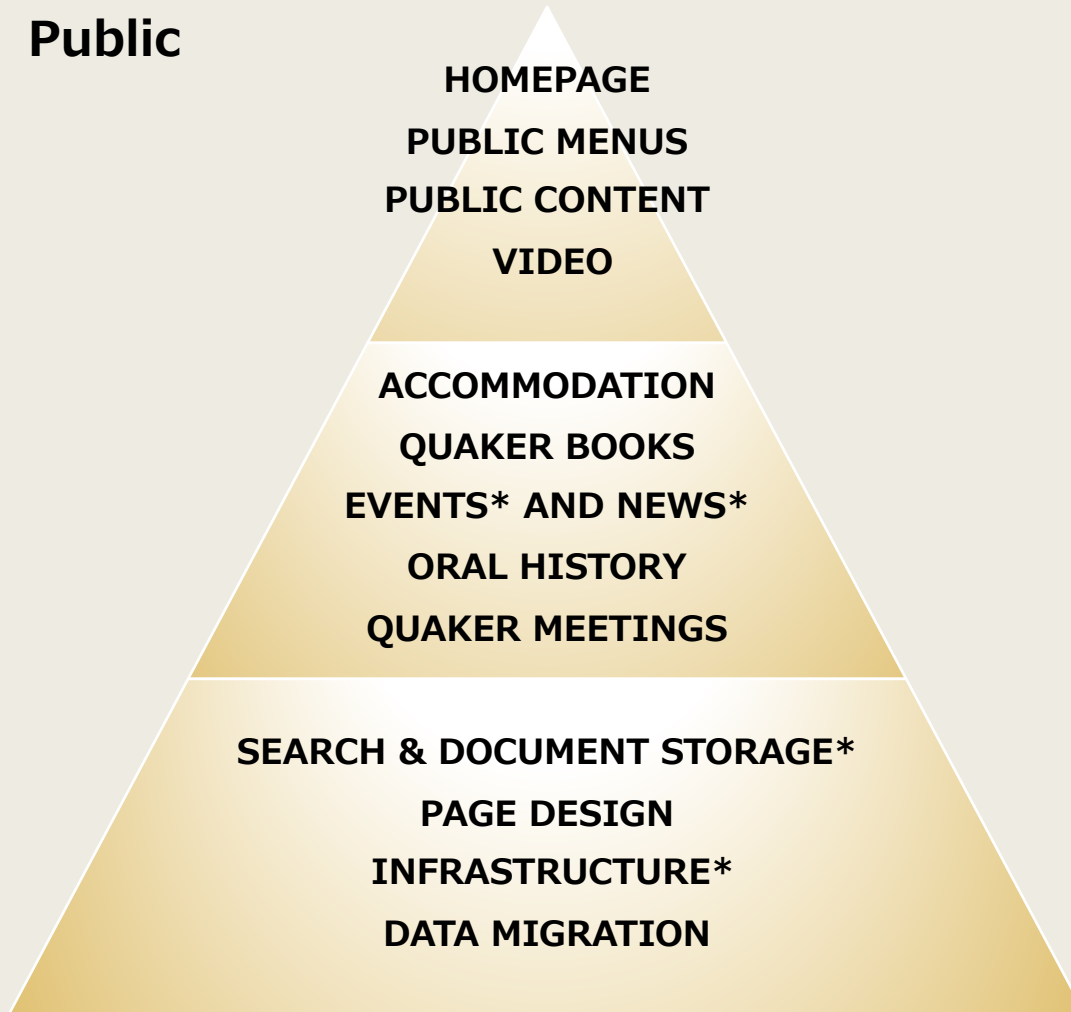 Public
HOMEPAGE
PUBLIC MENUS
PUBLIC CONTENT
VIDEO
ACCOMMODATION
QUAKER BOOKS
EVENTS* AND NEWS*
ORAL HISTORY
QUAKER MEETINGS
SEARCH & DOCUMENT STORAGE*
PAGE DESIGN
INFRASTRUCTURE*
DATA MIGRATION